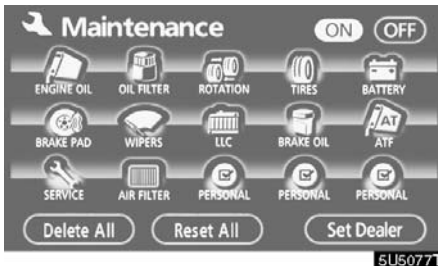 Maintenance ON OFF
ENGINE OIL OIL FILTER ROTATION TIRES BATTERY
AT
BRAKE PAD WIPERS LLC BRAKE OIL ATF
SERVICE AIR FILTER PERSONAL PERSONAL PERSONAL
Delete All Reset All Set Dealer
5U5077T